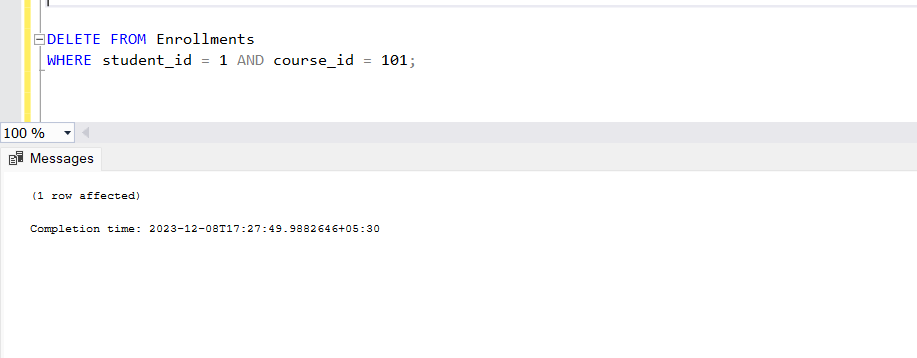 DELETE FROM Enrollments
WHERE student_id = 1 AND course_id = 101;
100 %
Messages
(1 row affected)
Completion time: 2023-12-08T17:27:49.9882646+05:30